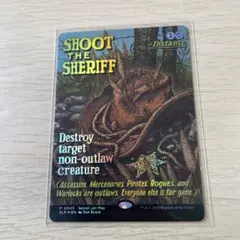 SHOOT
THE
SHERIFF
1
Instant
Destroy
target
non-outlaw
creature
(Assassins, Mercenaries, Pirates, Rogues, and
Warlocks are outlaws. Everyone else is fair game.)